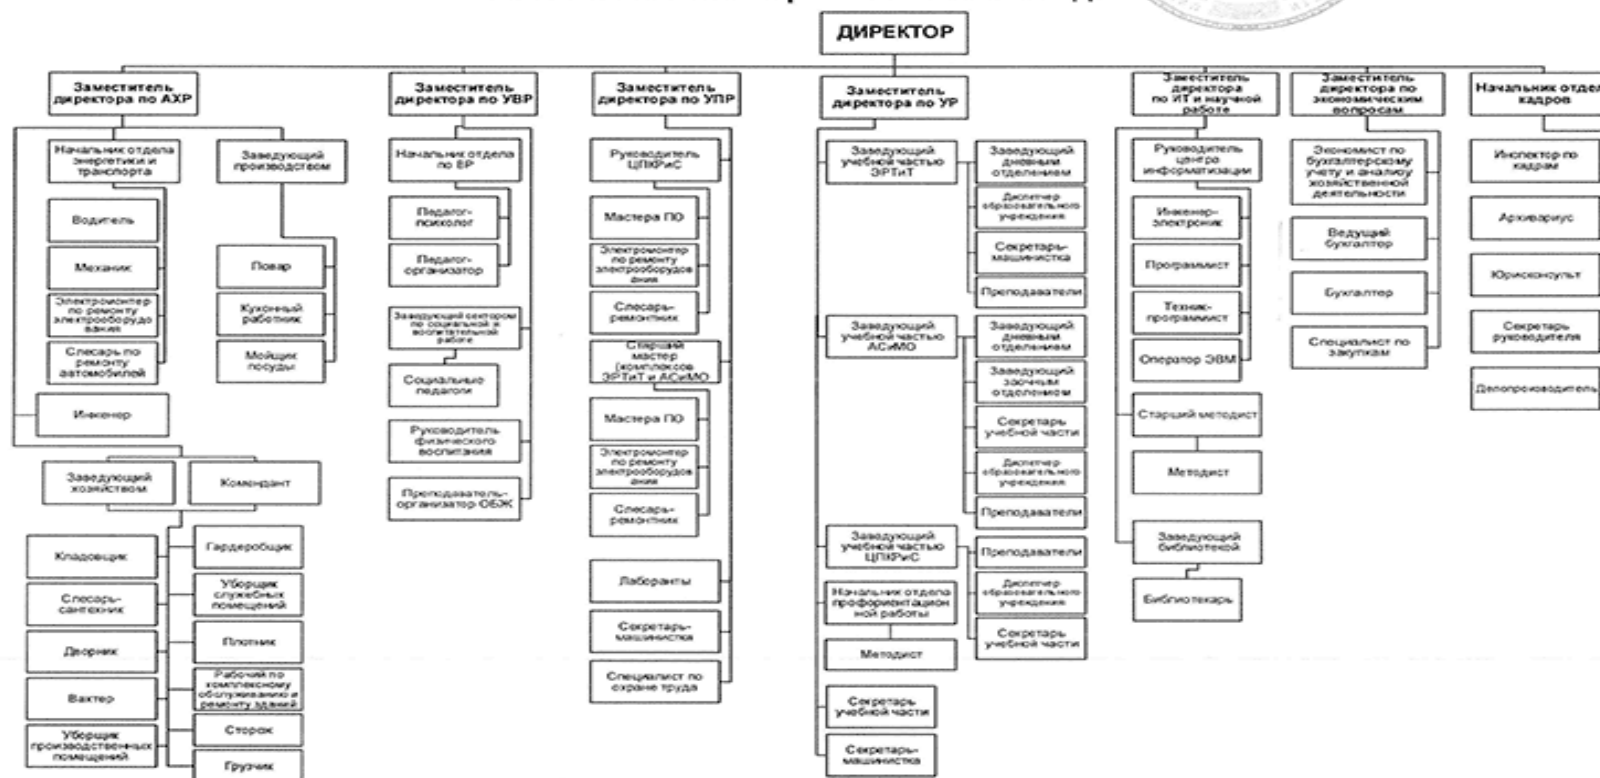 ДИРЕКТОР
Заместитель
директора по АХР
Заместитель
директора по УВР
Заместитель
директора по УПР
Заместитель
директора по УР
Заместитель
директора
по ИТ и научной
работе
Заместитель
директора по
экономическим
вопросам
Начальник отдел
кадров
Начальник отдела
энергетики и
транспорта
Водитель
Механик
Электромонтер
по ремонту
электрооборудо
вания
Слесарь по
ремонту
автомобилей
Инженер
Заведующий
производством
Повар
Кухонный
работник
Мойщик
посуды
Заведующий
хозяйством
Комендант
Кладовщик
Слесарь-
сантехник
Дворник
Вахтер
Уборщик
производственных
помещений
Гардеробщик
Уборщик
служебных
помещений
Плотник
Рабочий по
комплексному
обслуживанию и
ремонту зданий
Сторож
Грузчик
Начальник отдела
по ВР
Педагог-
психолог
Педагог-
организатор
Заведующий сектором
по социальной и
воспитательной
работе
Социальные
педагоги
Руководитель
физического
воспитания
Преподаватель-
организатор ОБЖ
Руководитель
ЦПКРиС
Мастера ПО
Электромонтер
по ремонту
электрооборудов
ания
Слесарь-
ремонтник
Старший
мастер
(комплексов
ЭРТиТ и АСиМО
Мастера ПО
Электромонтер
по ремонту
электрооборудов
ания
Слесарь-
ремонтник
Лаборанты
Секретарь-
машинистка
Специалист по
охране труда
Заведующий
учебной частью
ЭРТиТ
Заведующий
дневным
отделением
Диспетчер
образовательного
учреждения
Секретарь-
машинистка
Преподаватели
Заведующий
учебной частью
АСиМО
Заведующий
дневным
отделением
Заведующий
заочным
отделением
Секретарь
учебной части
Диспетчер
образовательного
учреждения
Преподаватели
Заведующий
учебной частью
ЦПКРиС
Преподаватели
Диспетчер
образовательного
учреждения
Секретарь
учебной части
Начальник отдела
профориентацион
ной работы
Методист
Секретарь
учебной части
Секретарь-
машинистка
Руководитель
центра
информатизации
Инженер-
электроник
Программист
Техник-
программист
Оператор ЭВМ
Старший методист
Методист
Заведующий
библиотекой
Библиотекарь
Экономист по
бухгалтерскому
учету и анализу
хозяйственной
деятельности
Ведущий
бухгалтер
Бухгалтер
Специалист по
закупкам
Инспектор по
кадрам
Архивариус
Юрисконсульт
Секретарь
руководителя
Делопроизводитель